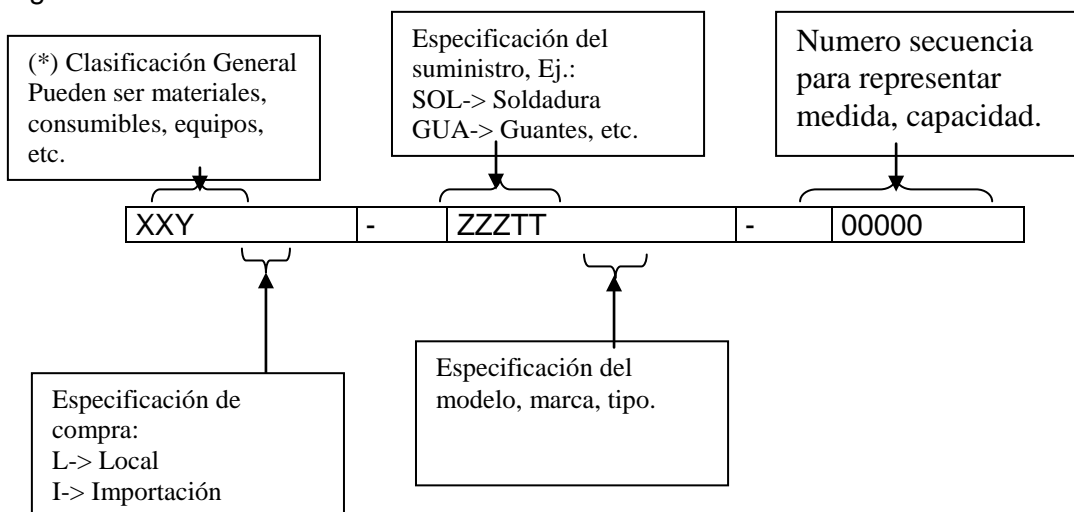 (*) Clasificación General
Pueden ser materiales,
consumibles, equipos,
etc.
Especificación del
suministro, Ej.:
SOL-> Soldadura
GUA-> Guantes, etc.
Numero secuencia
para representar
medida, capacidad.
XXY - ZZZTT - 00000
Especificación de
compra:
L-> Local
I-> Importación
Especificación del
modelo, marca, tipo.